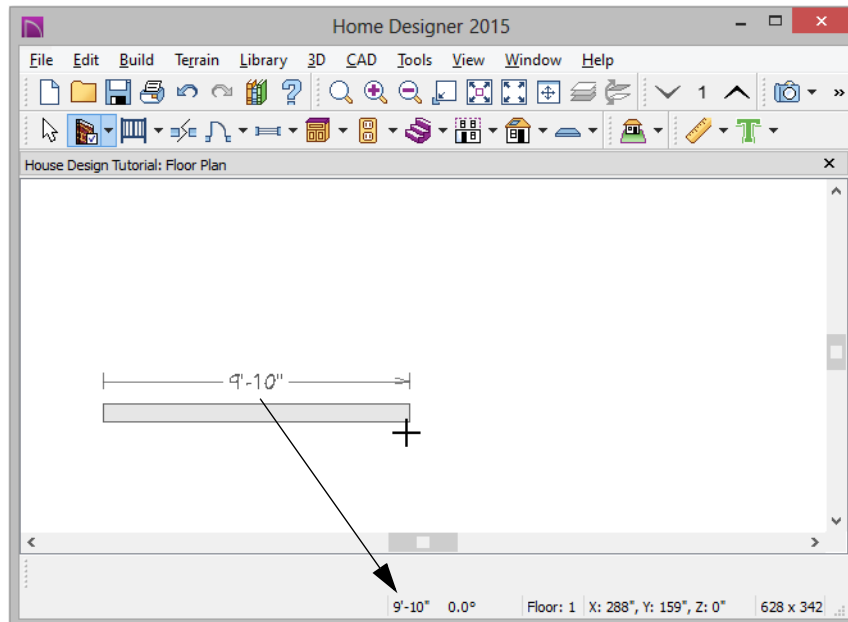 Home Designer 2015
File Edit Build Terrain Library 3D CAD Tools View Window Help
1
House Design Tutorial: Floor Plan
9'-10"
9'-10" 0.0° Floor: 1 X: 288", Y: 159", Z: 0" 628 x 342